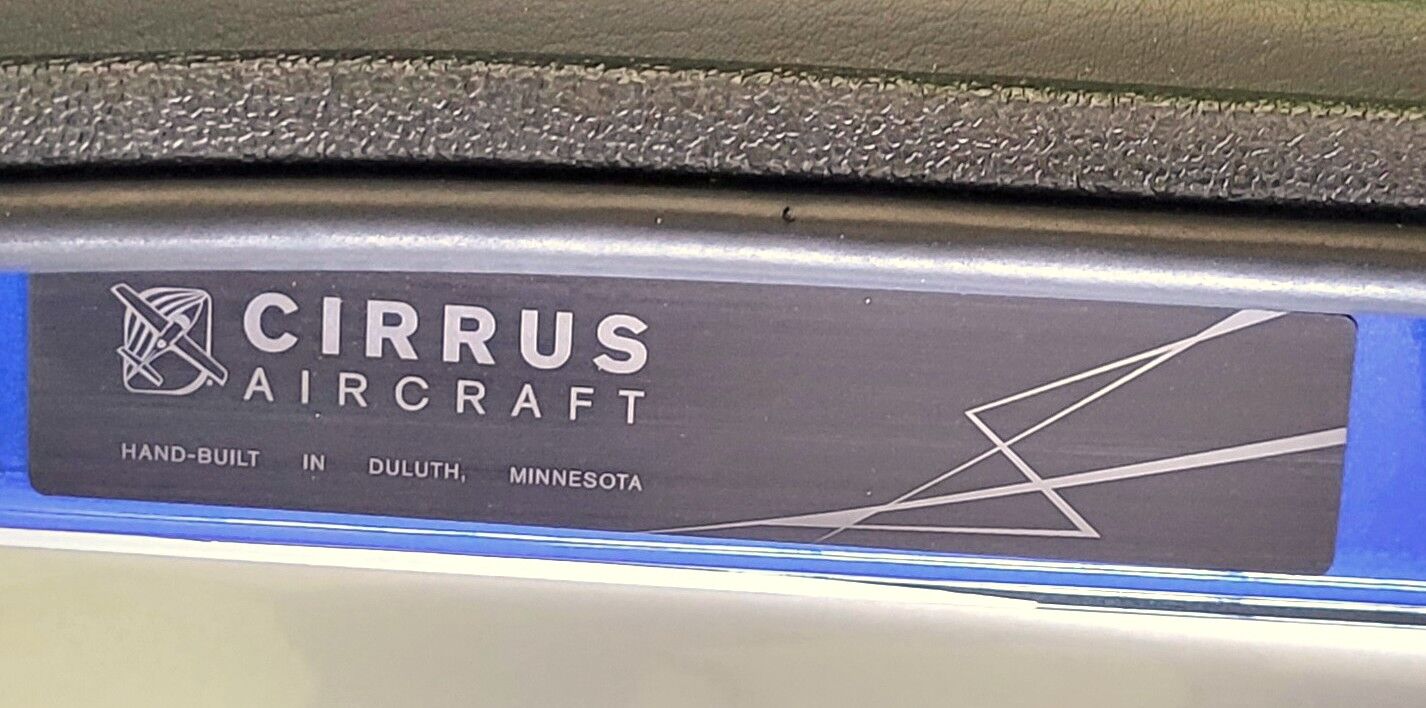 CIRRUS
AIRCRAFT
HAND-BUILT IN DULUTH, MINNESOTA